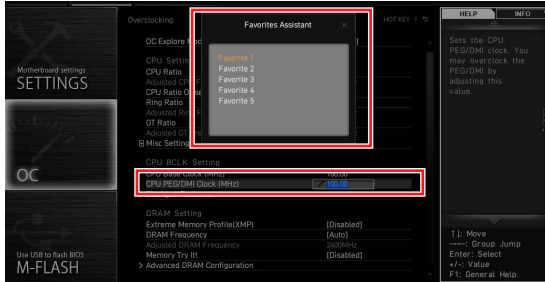 Overclocking
HOT KEY |
OC Explore Mod
CPU Settin
CPU Ratio
Adjusted CPU F
CPU Ratio Offse
Ring Ratio
Adjusted Ring F
GT Ratio
Adjusted GT Fre
Misc Setting
CPU BCLK Setting
CPU Base Clock (MHz) 100.00
CPU PEG/DMI Clock (MHz) 100.00
DRAM Setting
Extreme Memory Profile(XMP) [Disabled]
DRAM Frequency [Auto]
Adjusted DRAM Frequency 2400MHz
Memory Try It! [Disabled]
> Advanced DRAM Configuration
Favorites Assistant ×
Favorite 1
Favorite 2
Favorite 3
Favorite 4
Favorite 5
Motherboard settings
SETTINGS
OC
Use USB to flash BIOS
M-FLASH
HELP INFO
Sets the CPU
PEG/DMI clock. You
may overclock the
PEG/DMI by
adjusting this
value.
↑↓: Move
→←: Group Jump
Enter: Select
+/-: Value
F1: General Help